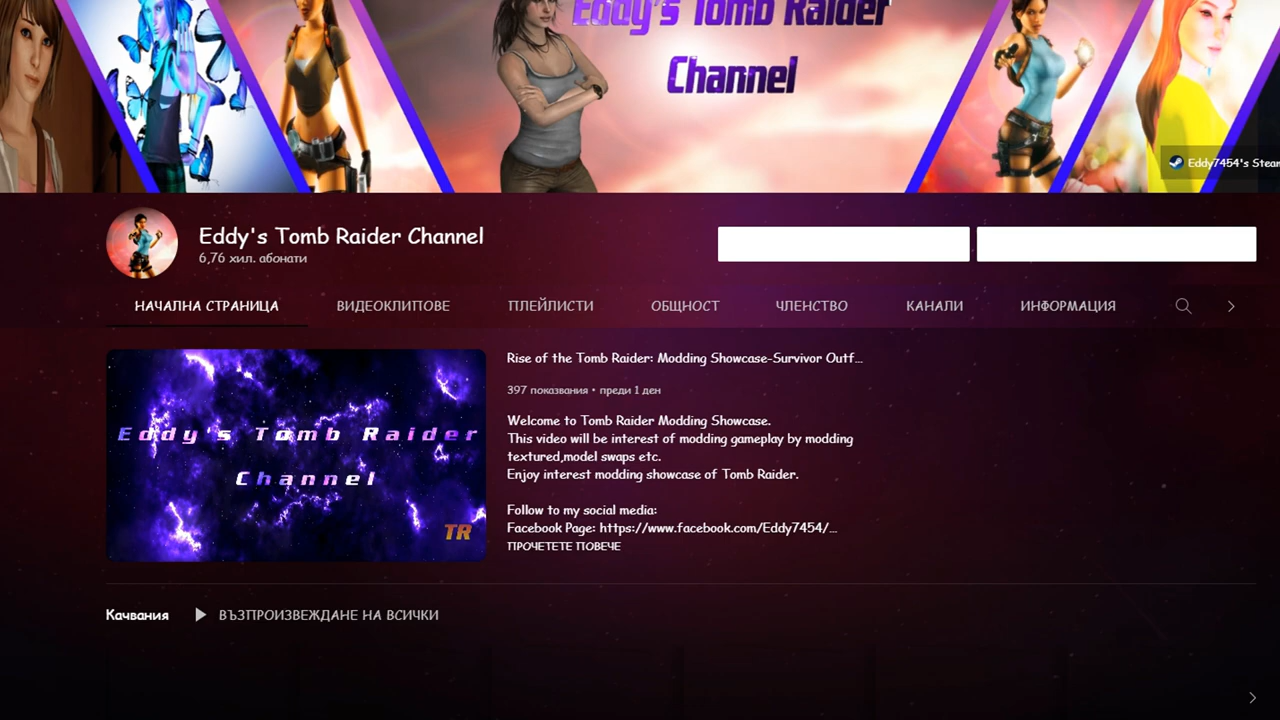 Eddy's Tomb Raider
Channel
Eddy7454's Steam
Eddy's Tomb Raider Channel
6,76 хил. абонати
НАЧАЛНА СТРАНИЦА ВИДЕОКЛИПОВЕ ПЛЕЙЛИСТИ ОБЩНОСТ ЧЛЕНСТВО КАНАЛИ ИНФОРМАЦИЯ
Eddy's Tomb Raider
Channel
TR
Rise of the Tomb Raider: Modding Showcase-Survivor Outf...
397 показвания • преди 1 ден
Welcome to Tomb Raider Modding Showcase.
This video will be interest of modding gameplay by modding
textured,model swaps etc.
Enjoy interest modding showcase of Tomb Raider.
Follow to my social media:
Facebook Page: https://www.facebook.com/Eddy7454/...
ПРОЧЕТЕТЕ ПОВЕЧЕ
Качвания ВЪЗПРОИЗВЕЖДАНЕ НА ВСИЧКИ